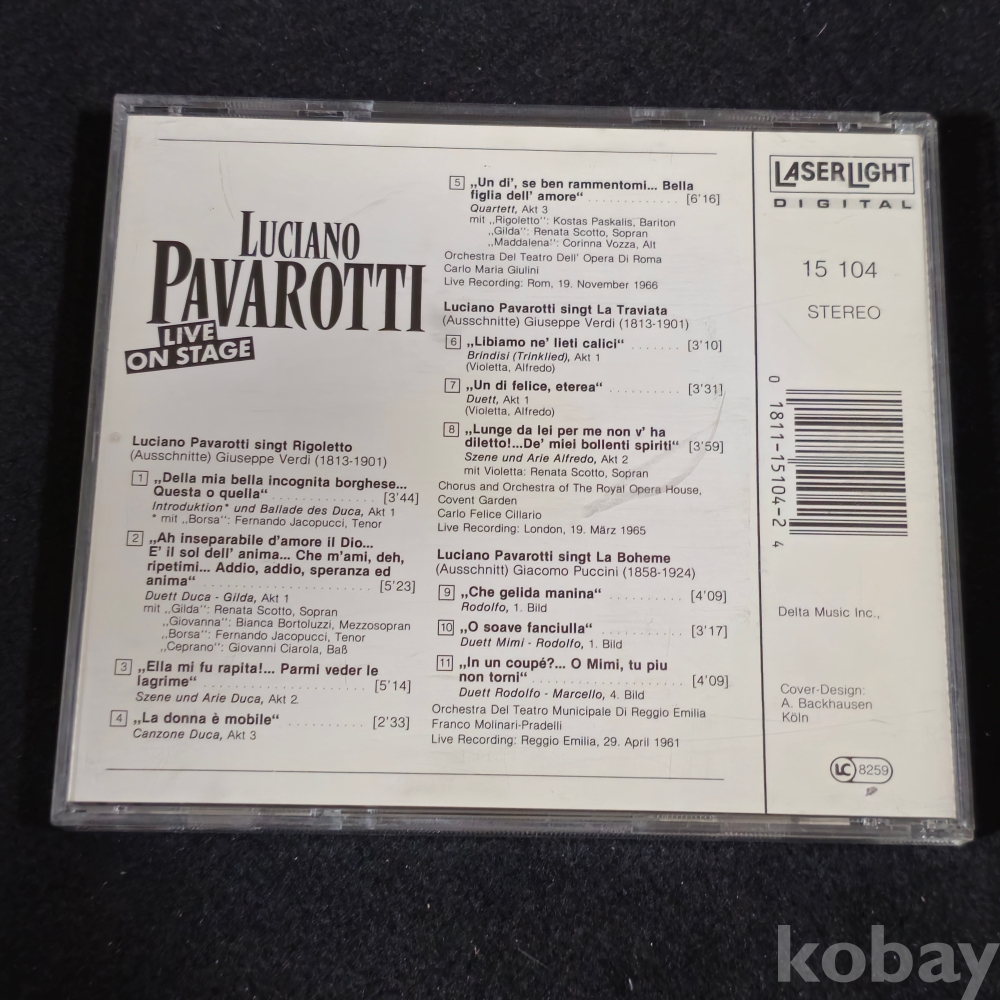 LUCIANO
PAVAROTTI
LIVE
ON STAGE
Luciano Pavarotti singt Rigoletto
(Ausschnitte) Giuseppe Verdi (1813-1901)
1 „Della mia bella incognita borghese...
Questa o quella“ .............. [3'44]
Introduktion* und Ballade des Duca, Akt 1
* mit „Borsa“: Fernando Jacopucci, Tenor
2 „Ah inseparabile d'amore il Dio...
E' il sol dell' anima... Che m'ami, deh,
ripetimi... Addio, addio, speranza ed
anima“ .............. [5'23]
Duett Duca - Gilda, Akt 1
mit „Gilda“: Renata Scotto, Sopran
„Giovanna“: Bianca Bortoluzzi, Mezzosopran
„Borsa“: Fernando Jacopucci, Tenor
„Ceprano“: Giovanni Ciarola, Baß
3 „Ella mi fu rapita!... Parmi veder le
lagrime“ .............. [5'14]
Szene und Arie Duca, Akt 2
4 „La donna è mobile“ .......... [2'33]
Canzone Duca, Akt 3
5 „Un di', se ben rammentomi... Bella
figlia dell' amore“ .............. [6'16]
Quartett, Akt 3
mit „Rigoletto“: Kostas Paskalis, Bariton
„Gilda“: Renata Scotto, Sopran
„Maddalena“: Corinna Vozza, Alt
Orchestra Del Teatro Dell' Opera Di Roma
Carlo Maria Giulini
Live Recording: Rom, 19. November 1966
Luciano Pavarotti singt La Traviata
(Ausschnitte) Giuseppe Verdi (1813-1901)
6 „Libiamo ne' lieti calici“ ....... [3'10]
Brindisi (Trinklied), Akt 1
(Violetta, Alfredo)
7 „Un di felice, eterea“ .......... [3'31]
Duett, Akt 1
(Violetta, Alfredo)
8 „Lunge da lei per me non v' ha
diletto!...De' miei bollenti spiriti“ [3'59]
Szene und Arie Alfredo, Akt 2
mit Violetta: Renata Scotto, Sopran
Chorus and Orchestra of The Royal Opera House,
Covent Garden
Carlo Felice Cillario
Live Recording: London, 19. März 1965
Luciano Pavarotti singt La Boheme
(Ausschnitt) Giacomo Puccini (1858-1924)
9 „Che gelida manina“ .......... [4'09]
Rodolfo, 1. Bild
10 „O soave fanciulla“ .......... [3'17]
Duett Mimi - Rodolfo, 1. Bild
11 „In un coupé?... O Mimi, tu piu
non torni“ .............. [4'09]
Duett Rodolfo - Marcello, 4. Bild
Orchestra Del Teatro Municipale Di Reggio Emilia
Franco Molinari-Pradelli
Live Recording: Reggio Emilia, 29. April 1961
LASERLIGHT
DIGITAL
15 104
STEREO
0 1811-15104-2 4
Delta Music Inc.,
Cover-Design:
A. Backhausen
Köln
LC 8259
kobay